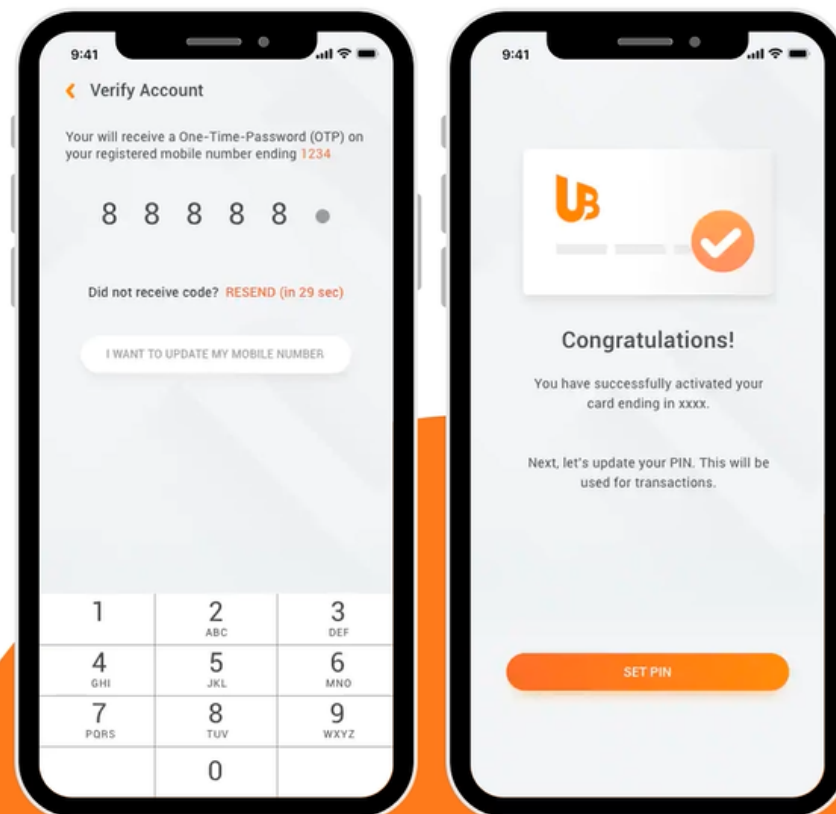 9:41
Verify Account
Your will receive a One-Time-Password (OTP) on
your registered mobile number ending 1234
8 8 8 8 8
Did not receive code? RESEND (in 29 sec)
I WANT TO UPDATE MY MOBILE NUMBER
1 2 3
ABC DEF
4 5 6
GHI JKL MNO
7 8 9
PQRS TUV WXYZ
0
9:41
UB
Congratulations!
You have successfully activated your
card ending in xxxx.
Next, let's update your PIN. This will be
used for transactions.
SET PIN